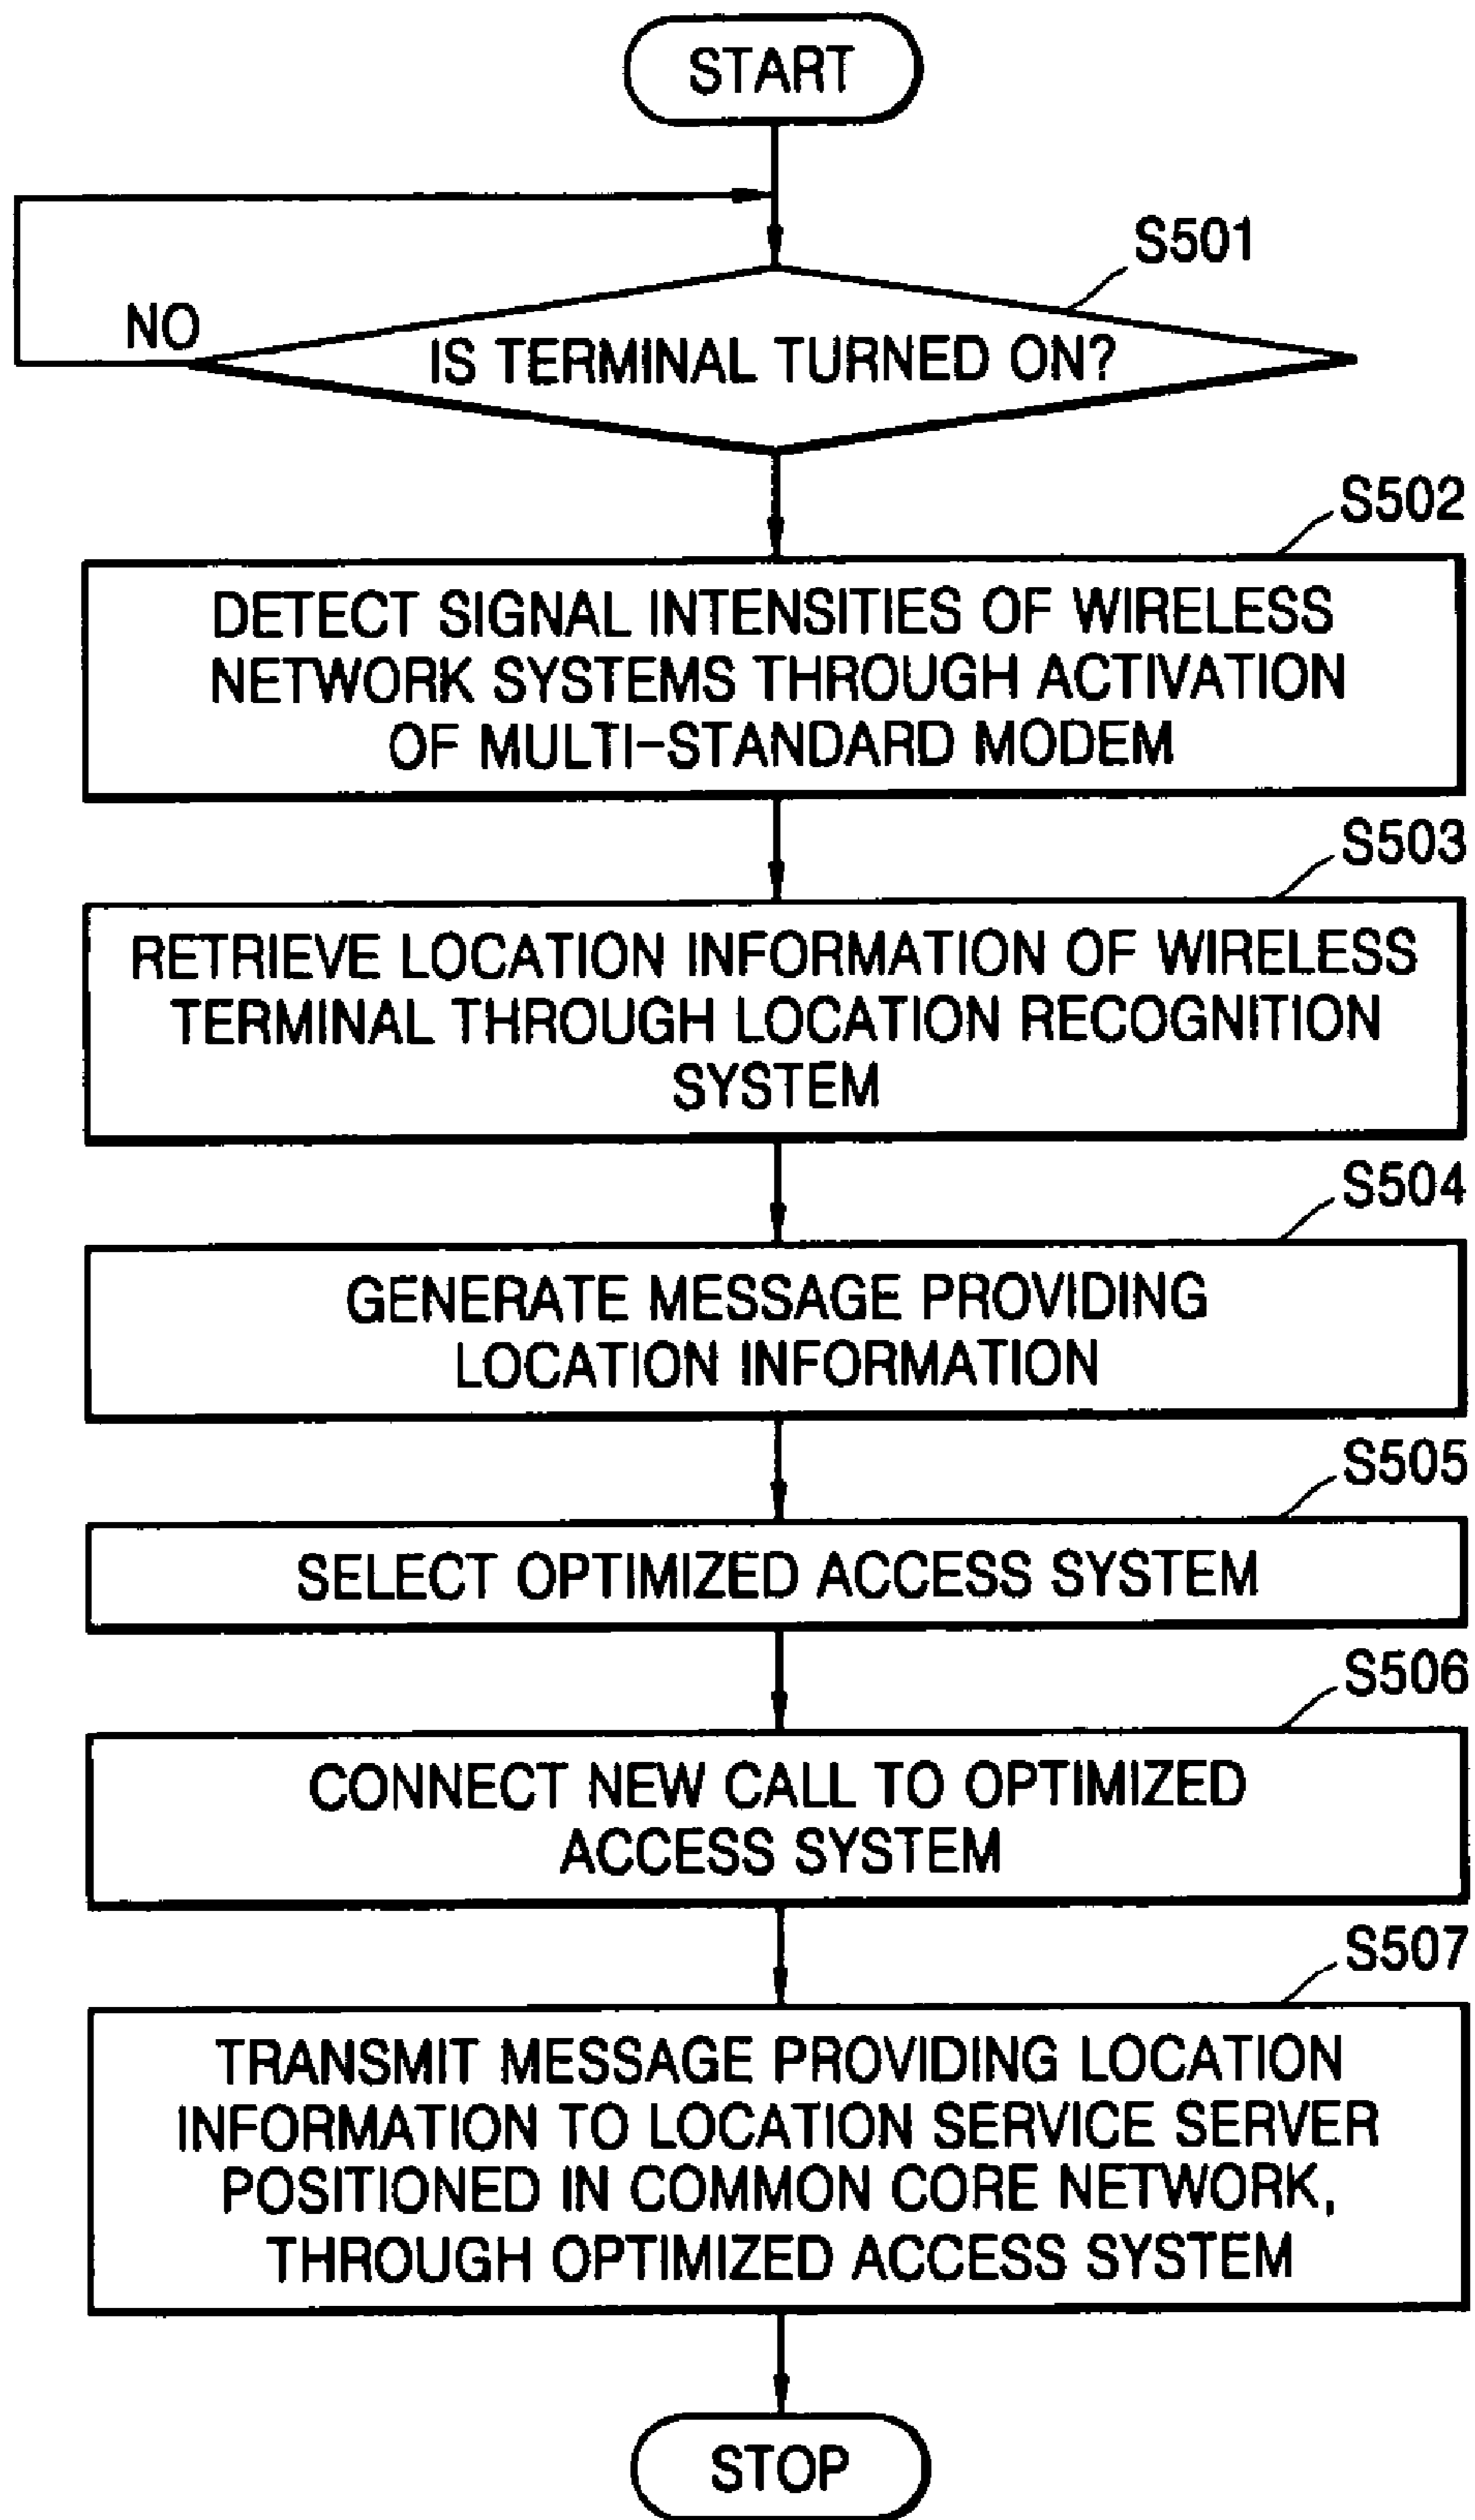 START
S501
NO
IS TERMINAL TURNED ON?
S502
DETECT SIGNAL INTENSITIES OF WIRELESS
NETWORK SYSTEMS THROUGH ACTIVATION
OF MULTI-STANDARD MODEM
S503
RETRIEVE LOCATION INFORMATION OF WIRELESS
TERMINAL THROUGH LOCATION RECOGNITION
SYSTEM
S504
GENERATE MESSAGE PROVIDING
LOCATION INFORMATION
S505
SELECT OPTIMIZED ACCESS SYSTEM
S506
CONNECT NEW CALL TO OPTIMIZED
ACCESS SYSTEM
S507
TRANSMIT MESSAGE PROVIDING LOCATION
INFORMATION TO LOCATION SERVICE SERVER
POSITIONED IN COMMON CORE NETWORK,
THROUGH OPTIMIZED ACCESS SYSTEM
STOP